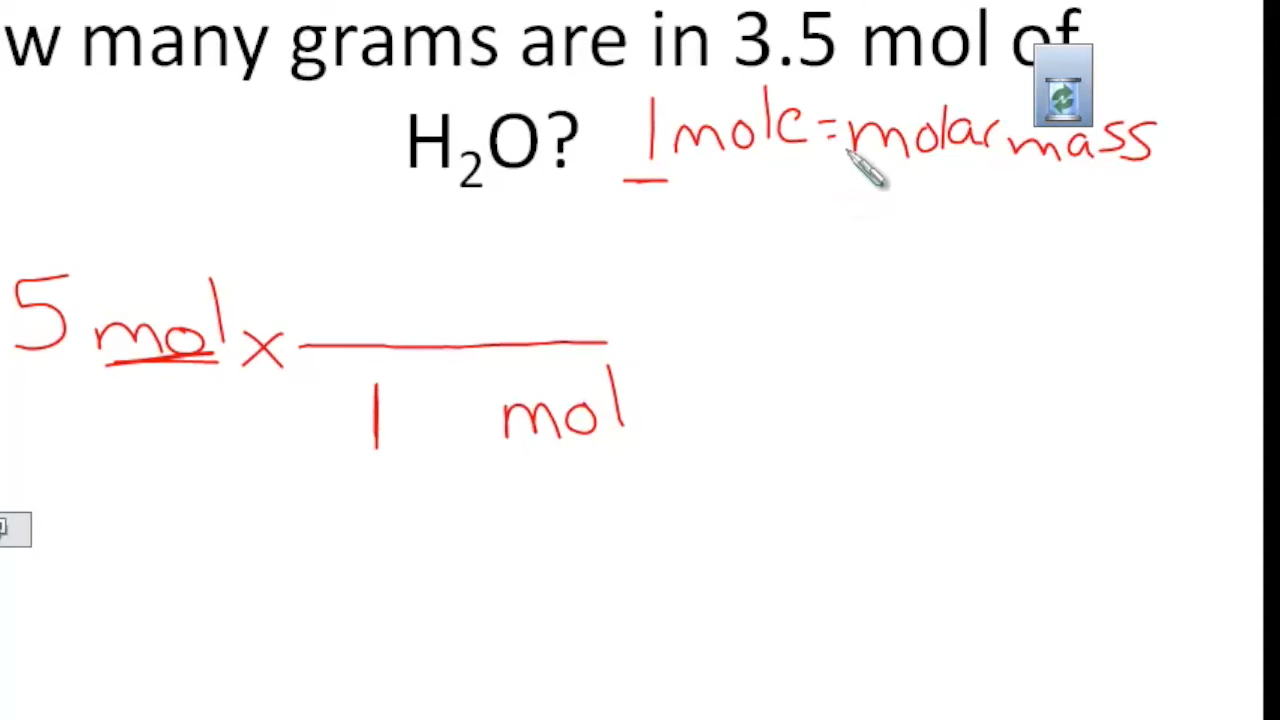 w many grams are in 3.5 mol of
H₂O? 1 mole = molar mass
5 mol x
1 mol